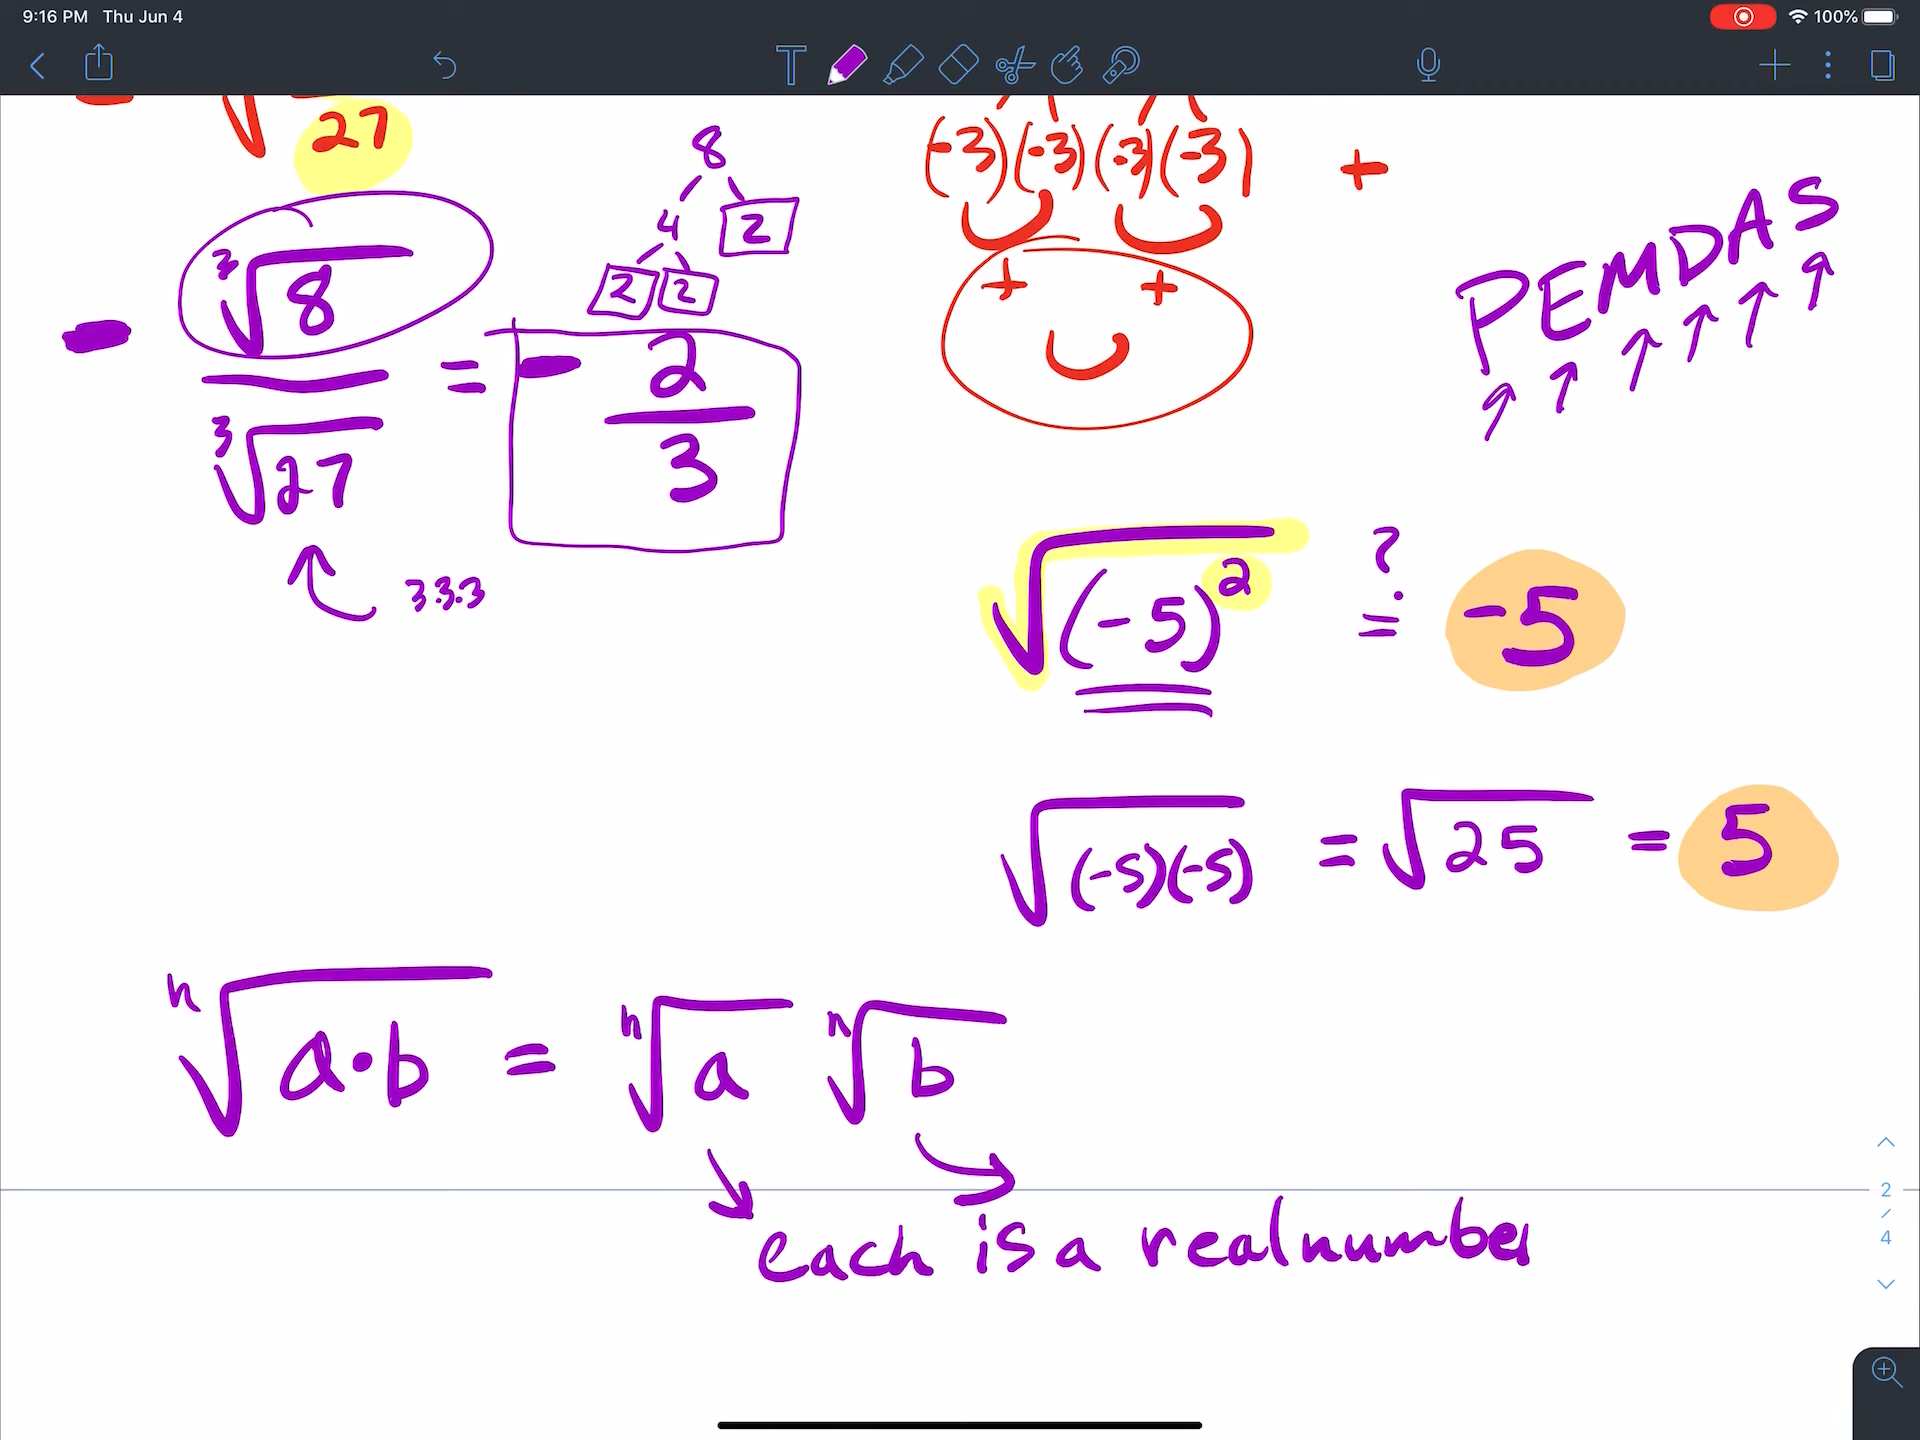 9:16 PM Thu Jun 4 100%
T
- √27
8
4 2
2 2
- ∛8 / ∛27 = - 2/3
3·3·3
(-3)(-3)(-3)(-3) +
+ +
PEMDAS
√(-5)² ?= -5
√(-5)(-5) = √25 = 5
ⁿ√a·b = ⁿ√a ⁿ√b
each is a real number
2
/
4